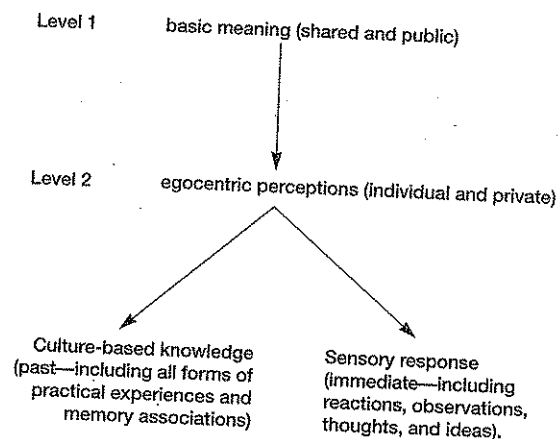 Level 1 basic meaning (shared and public)
Level 2 egocentric perceptions (individual and private)
Culture-based knowledge
(past—including all forms of
practical experiences and
memory associations)
Sensory response
(immediate—including
reactions, observations,
thoughts, and ideas).